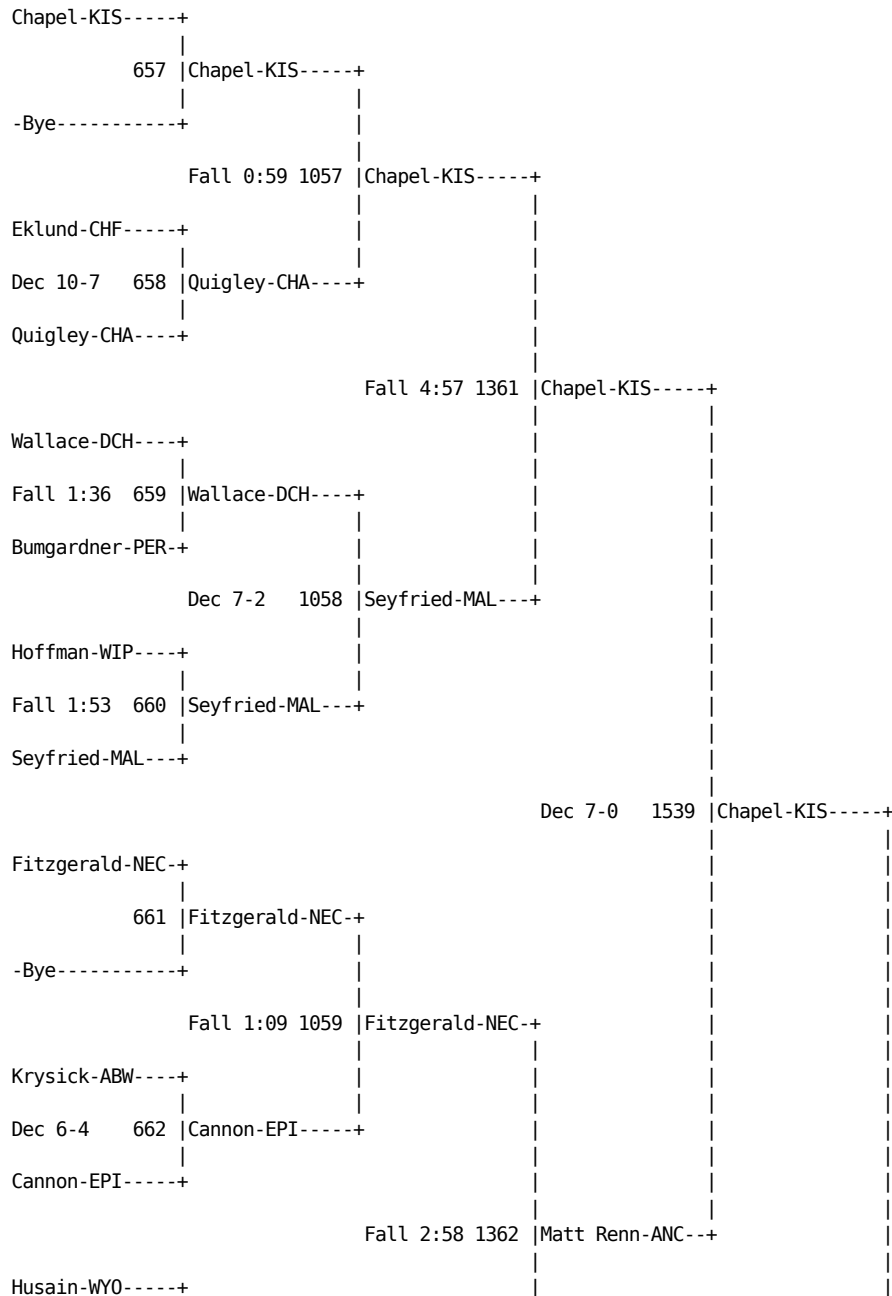 Chapel-KIS-----+
|
657 |Chapel-KIS-----+
| |
-Bye-----------+ |
|
Fall 0:59 1057 |Chapel-KIS-----+
| |
Eklund-CHF-----+ | |
| | |
Dec 10-7 658 |Quigley-CHA----+ |
| |
Quigley-CHA----+ |
|
Fall 4:57 1361 |Chapel-KIS-----+
| |
Wallace-DCH----+ | |
| | |
Fall 1:36 659 |Wallace-DCH----+ | |
| | | |
Bumgardner-PER-+ | | |
| | |
Dec 7-2 1058 |Seyfried-MAL---+ |
| |
Hoffman-WIP----+ | |
| | |
Fall 1:53 660 |Seyfried-MAL---+ |
| |
Seyfried-MAL---+ |
|
Dec 7-0 1539 |Chapel-KIS-----+
| |
Fitzgerald-NEC-+ | |
| | |
661 |Fitzgerald-NEC-+ | |
| | | |
-Bye-----------+ | | |
| | |
Fall 1:09 1059 |Fitzgerald-NEC-+ | |
| | | |
Krysick-ABW----+ | | | |
| | | | |
Dec 6-4 662 |Cannon-EPI-----+ | | |
| | | |
Cannon-EPI-----+ | | |
| | |
Fall 2:58 1362 |Matt Renn-ANC--+ |
| |
Husain-WYO-----+ | |